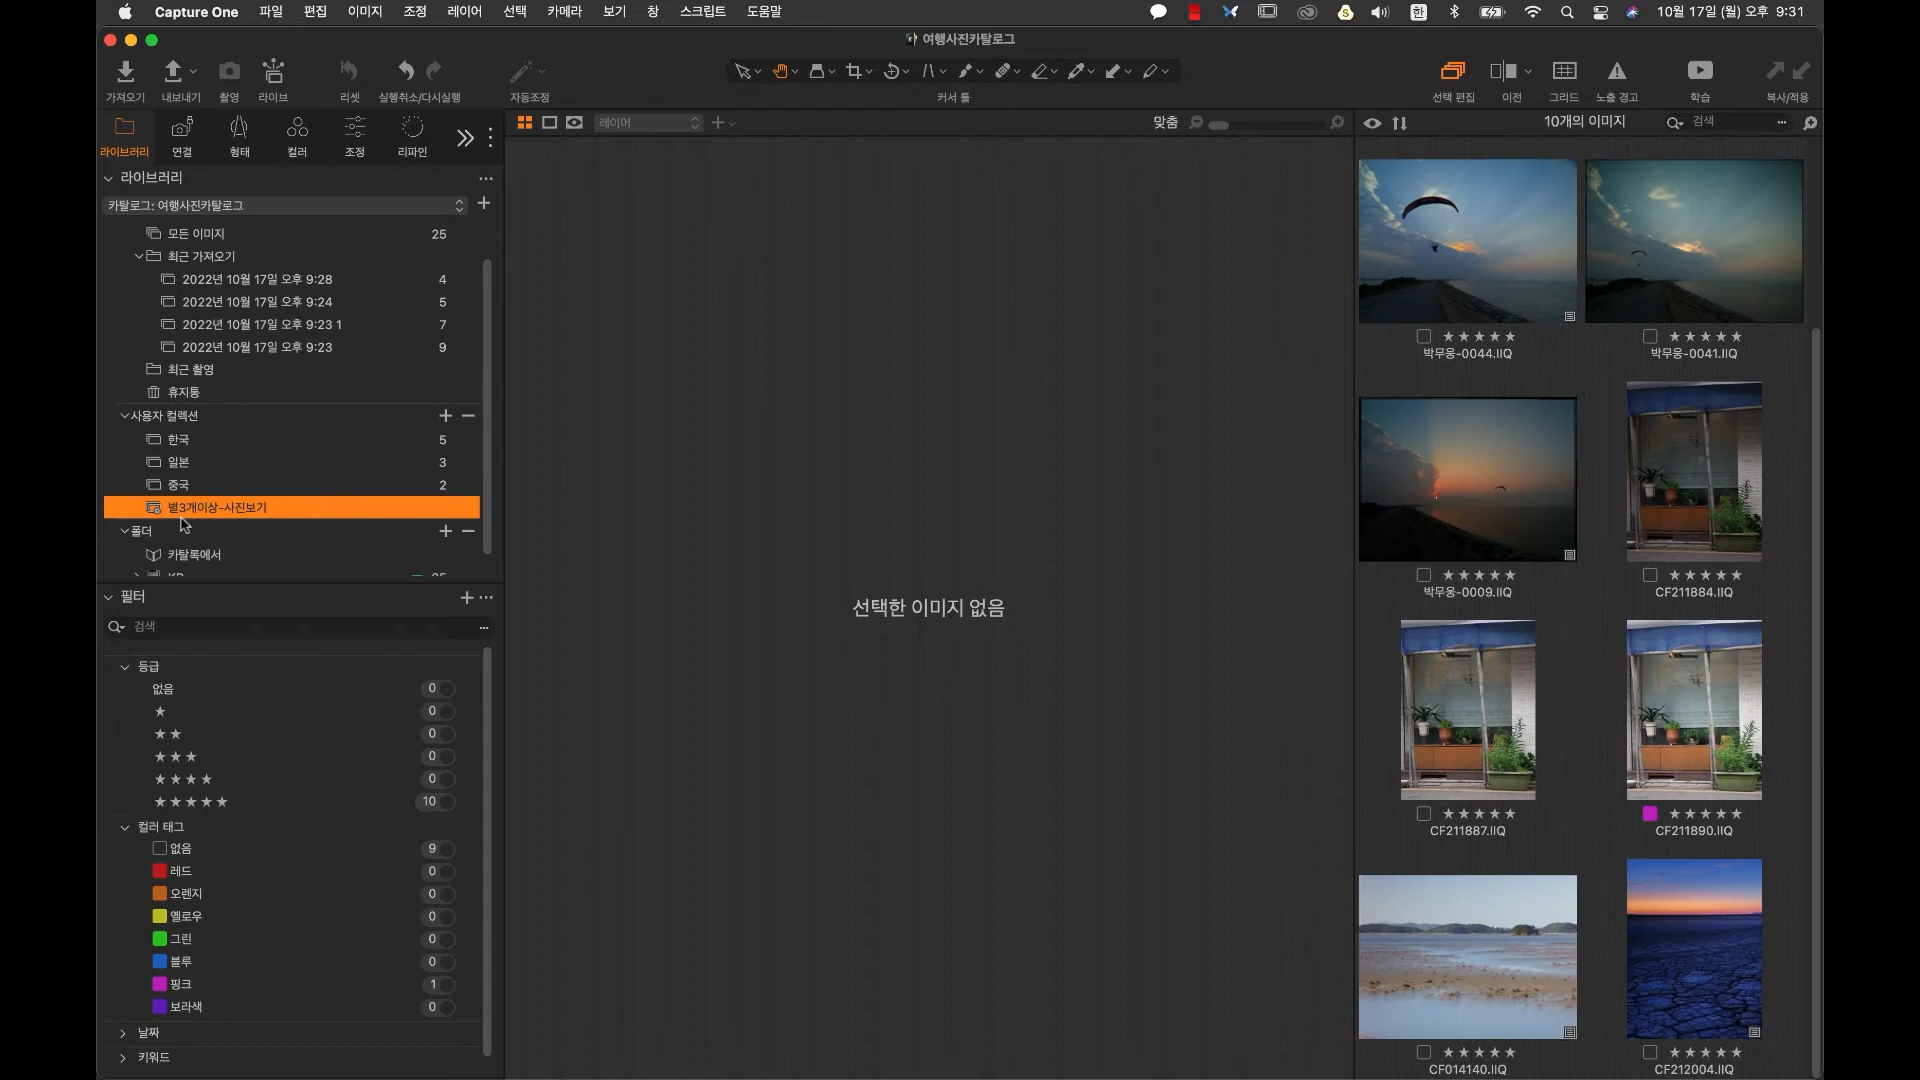 Capture One 파일 편집 이미지 조정 레이어 선택 카메라 보기 창 스크립트 도움말
한 10월 17일 (월) 오후 9:31
여행사진카탈로그
가져오기 내보내기 촬영 라이브 리셋 실행취소/다시실행 자동조정 커서 툴 선택 편집 이전 그리드 노출 경고 학습 복사/적용
라이브러리 연결 형태 컬러 조정 리파인
레이어
맞춤
10개의 이미지
검색
라이브러리
카탈로그: 여행사진카탈로그
모든 이미지 25
최근 가져오기
2022년 10월 17일 오후 9:28 4
2022년 10월 17일 오후 9:24 5
2022년 10월 17일 오후 9:23 1 7
2022년 10월 17일 오후 9:23 9
최근 촬영
휴지통
사용자 컬렉션
한국 5
일본 3
중국 2
별3개이상-사진보기
폴더
카탈록에서
필터
검색
등급
없음 0
★ 0
★★ 0
★★★ 0
★★★★ 0
★★★★★ 10
컬러 태그
없음 9
레드 0
오렌지 0
옐로우 0
그린 0
블루 0
핑크 1
보라색 0
날짜
키워드
선택한 이미지 없음
★★★★★ ★★★★★
박무웅-0044.IIQ 박무웅-0041.IIQ
★★★★★ ★★★★★
박무웅-0009.IIQ CF211884.IIQ
★★★★★ ★★★★★
CF211887.IIQ CF211890.IIQ
★★★★★ ★★★★★
CF014140.IIQ CF212004.IIQ